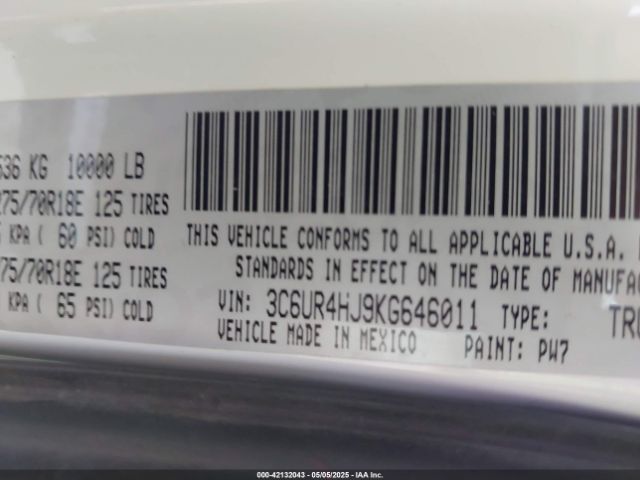 536 KG 10000 LB
275/70R18E 125 TIRES
KPA ( 60 PSI) COLD
275/70R18E 125 TIRES
KPA ( 65 PSI) COLD
THIS VEHICLE CONFORMS TO ALL APPLICABLE U.S.A.
STANDARDS IN EFFECT ON THE DATE OF MANUFAC
VIN: 3C6UR4HJ9KG646011 TYPE: TRU
VEHICLE MADE IN MEXICO PAINT: PW7
000-42132043 - 05/05/2025 - IAA Inc.